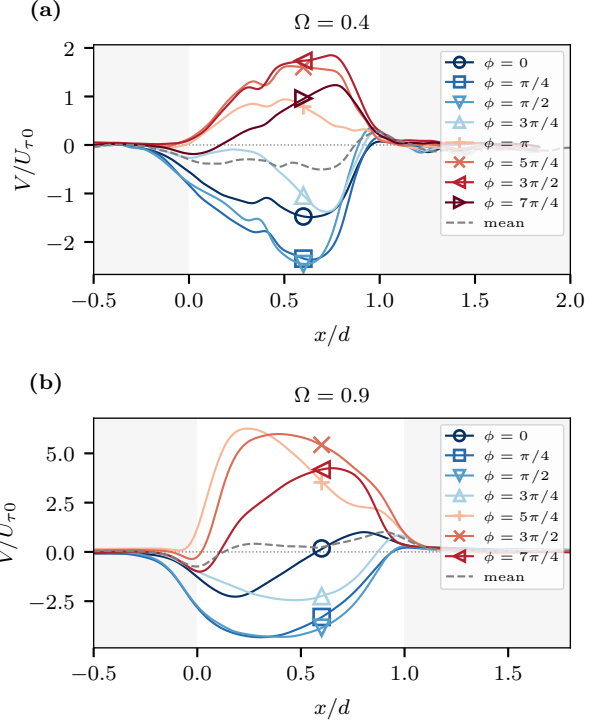 (a)
Ω = 0.4
V/U_τ0
2
1
0
−1
−2
ϕ = 0
ϕ = π/4
ϕ = π/2
ϕ = 3π/4
ϕ = π
ϕ = 5π/4
ϕ = 3π/2
ϕ = 7π/4
mean
−0.5
0.0
0.5
1.0
1.5
2.0
x/d
(b)
Ω = 0.9
V/U_τ0
5.0
2.5
0.0
−2.5
ϕ = 0
ϕ = π/4
ϕ = π/2
ϕ = 3π/4
ϕ = 5π/4
ϕ = 3π/2
ϕ = 7π/4
mean
−0.5
0.0
0.5
1.0
1.5
x/d